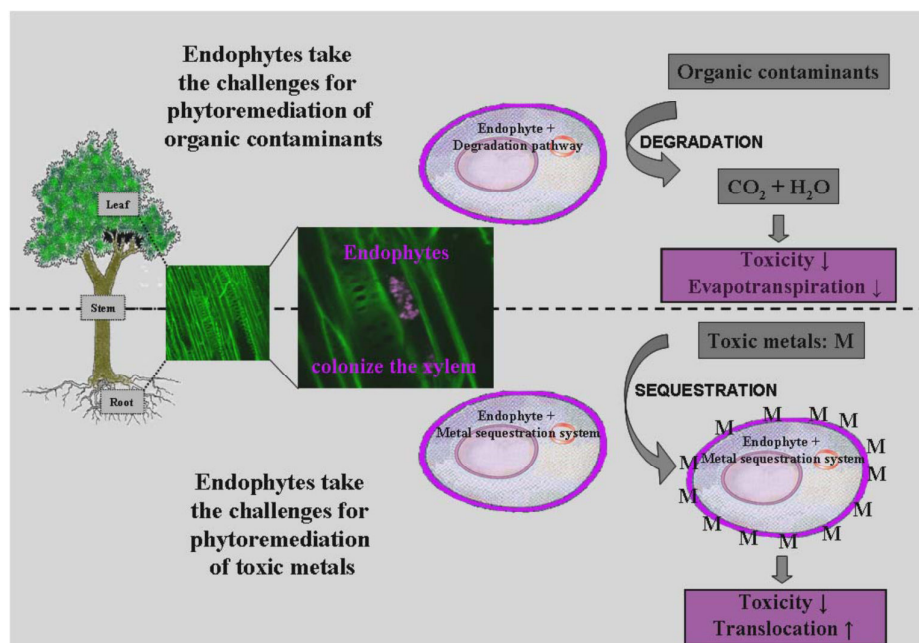 Endophytes take
the challenges for
phytoremediation of
organic contaminants
Organic contaminants
Endophyte +
Degradation pathway
DEGRADATION
CO₂ + H₂O
Toxicity ↓
Evapotranspiration ↓
Leaf
Stem
Root
Endophytes
colonize the xylem
Toxic metals: M
SEQUESTRATION
Endophyte +
Metal sequestration system
Endophytes take
the challenges for
phytoremediation
of toxic metals
M
M
M
M
M
M
M
M
M
M
M
M
M
M
Endophyte +
Metal sequestration system
Toxicity ↓
Translocation ↑